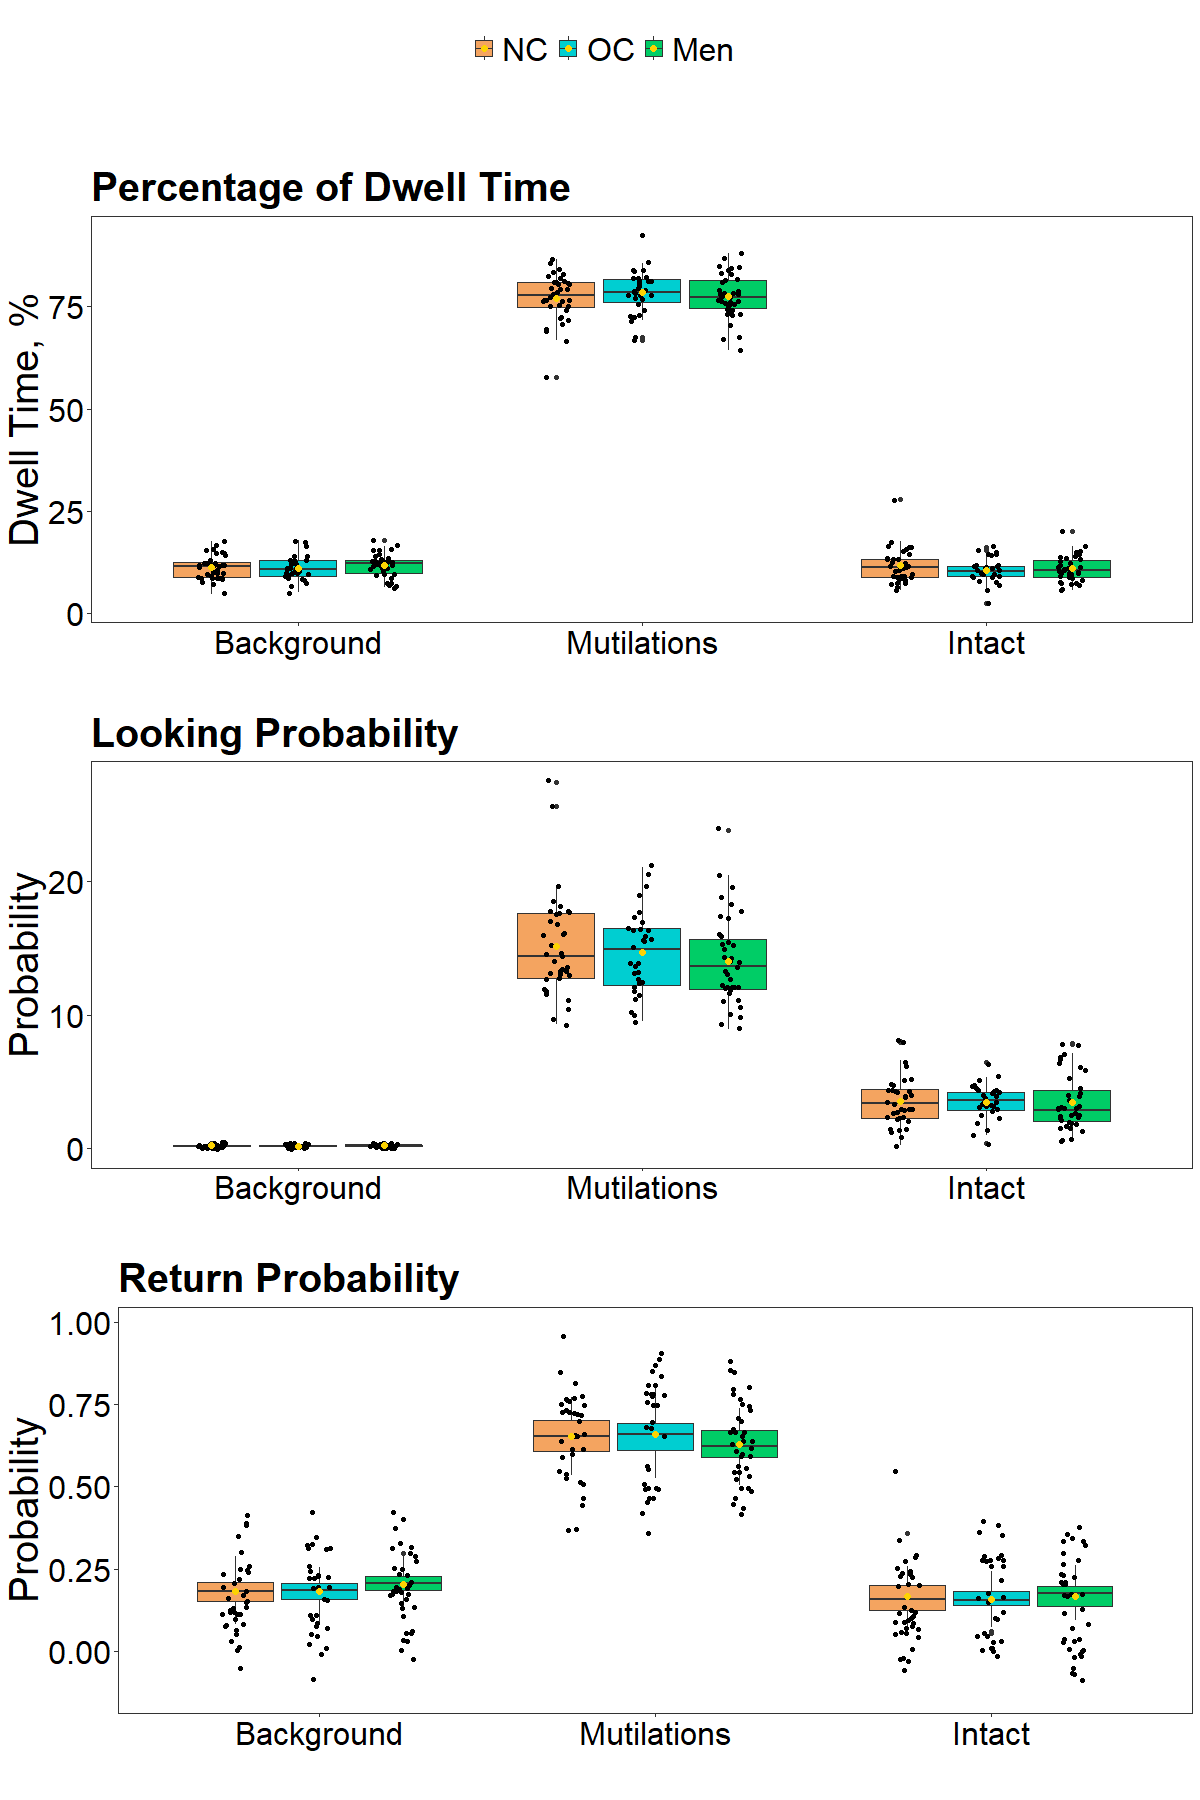 NC OC Men
Percentage of Dwell Time
Dwell Time, %
75
50
25
0
Background Mutilations Intact
Looking Probability
Probability
20
10
0
Background Mutilations Intact
Return Probability
Probability
1.00
0.75
0.50
0.25
0.00
Background Mutilations Intact